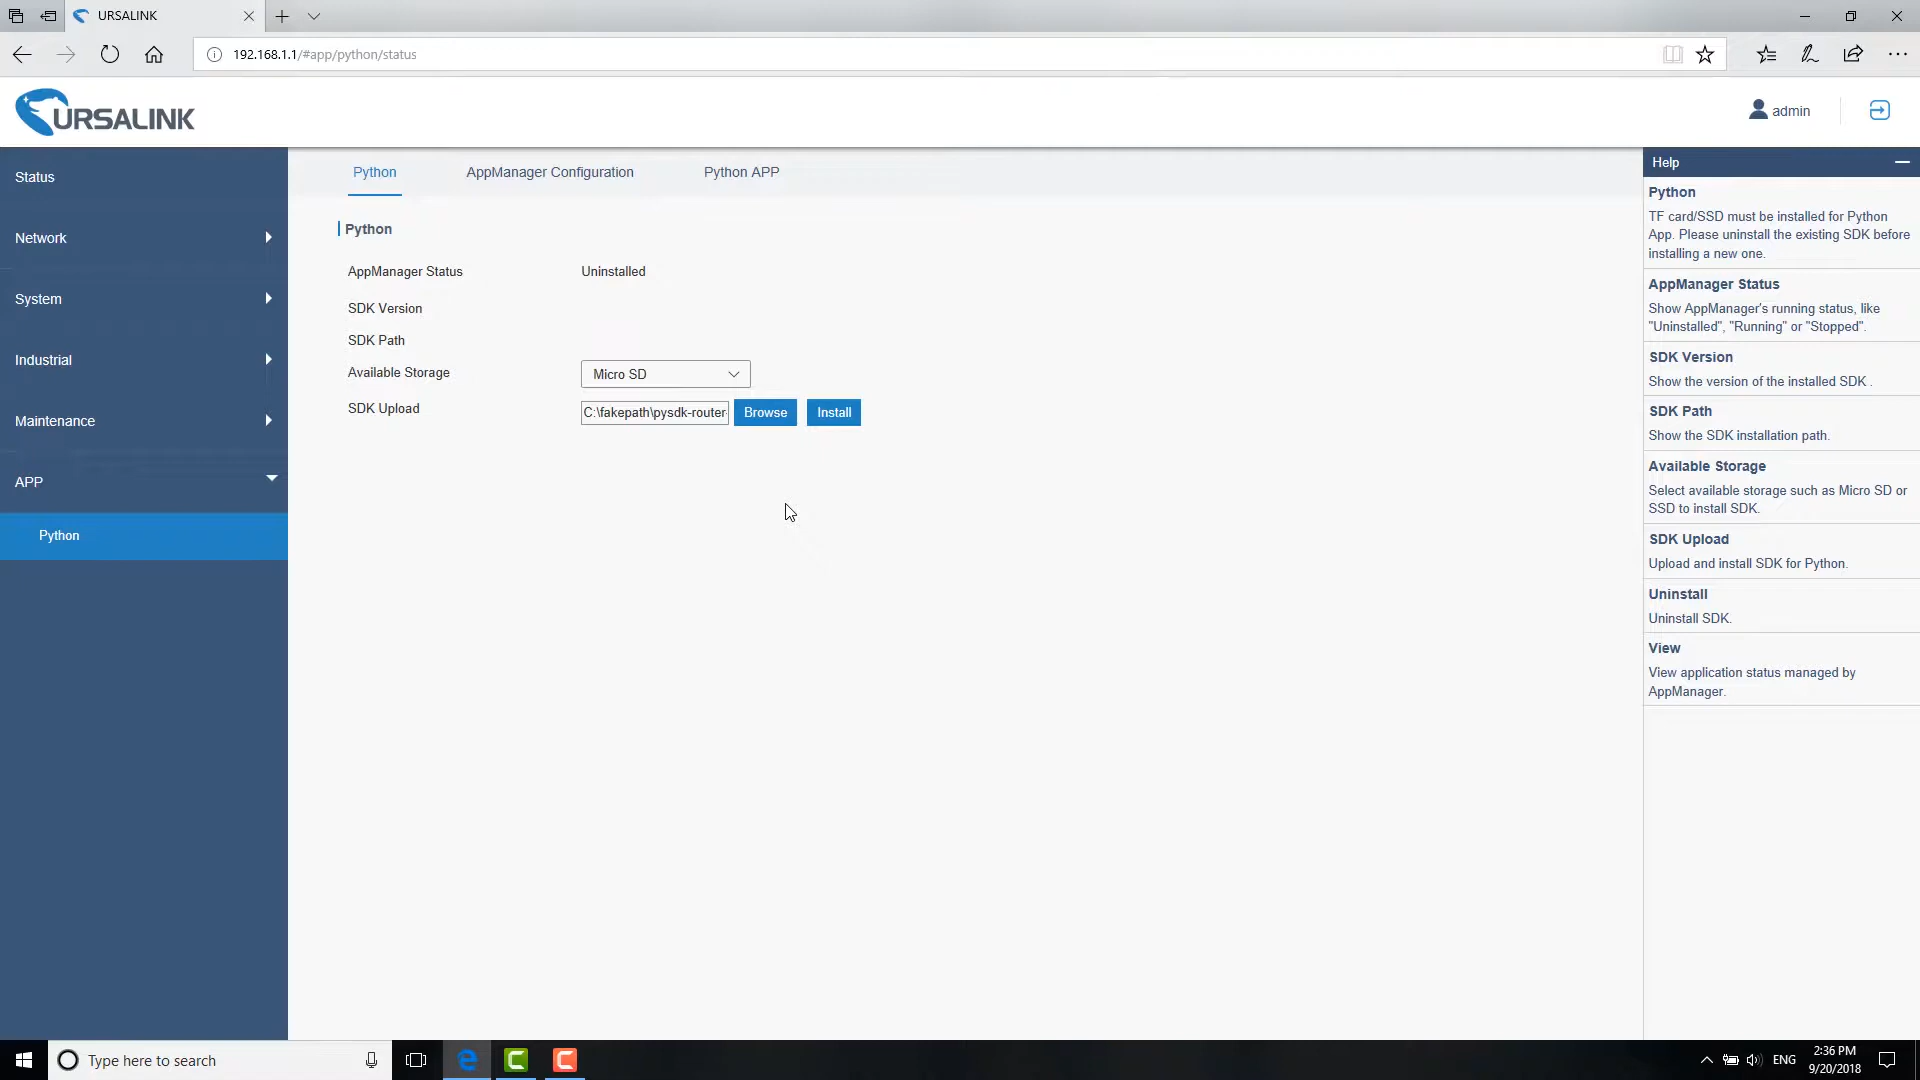 URSALINK
192.168.1.1/#app/python/status
URSALINK
admin
Status
Network
System
Industrial
Maintenance
APP
Python
Python
AppManager Configuration
Python APP
Python
AppManager Status
Uninstalled
SDK Version
SDK Path
Available Storage
Micro SD
SDK Upload
C:\fakepath\pysdk-router
Browse
Install
Help
Python
TF card/SSD must be installed for Python
App. Please uninstall the existing SDK before
installing a new one.
AppManager Status
Show AppManager's running status, like
"Uninstalled", "Running" or "Stopped".
SDK Version
Show the version of the installed SDK .
SDK Path
Show the SDK installation path.
Available Storage
Select available storage such as Micro SD or
SSD to install SDK.
SDK Upload
Upload and install SDK for Python.
Uninstall
Uninstall SDK.
View
View application status managed by
AppManager.
Type here to search
ENG
2:36 PM
9/20/2018